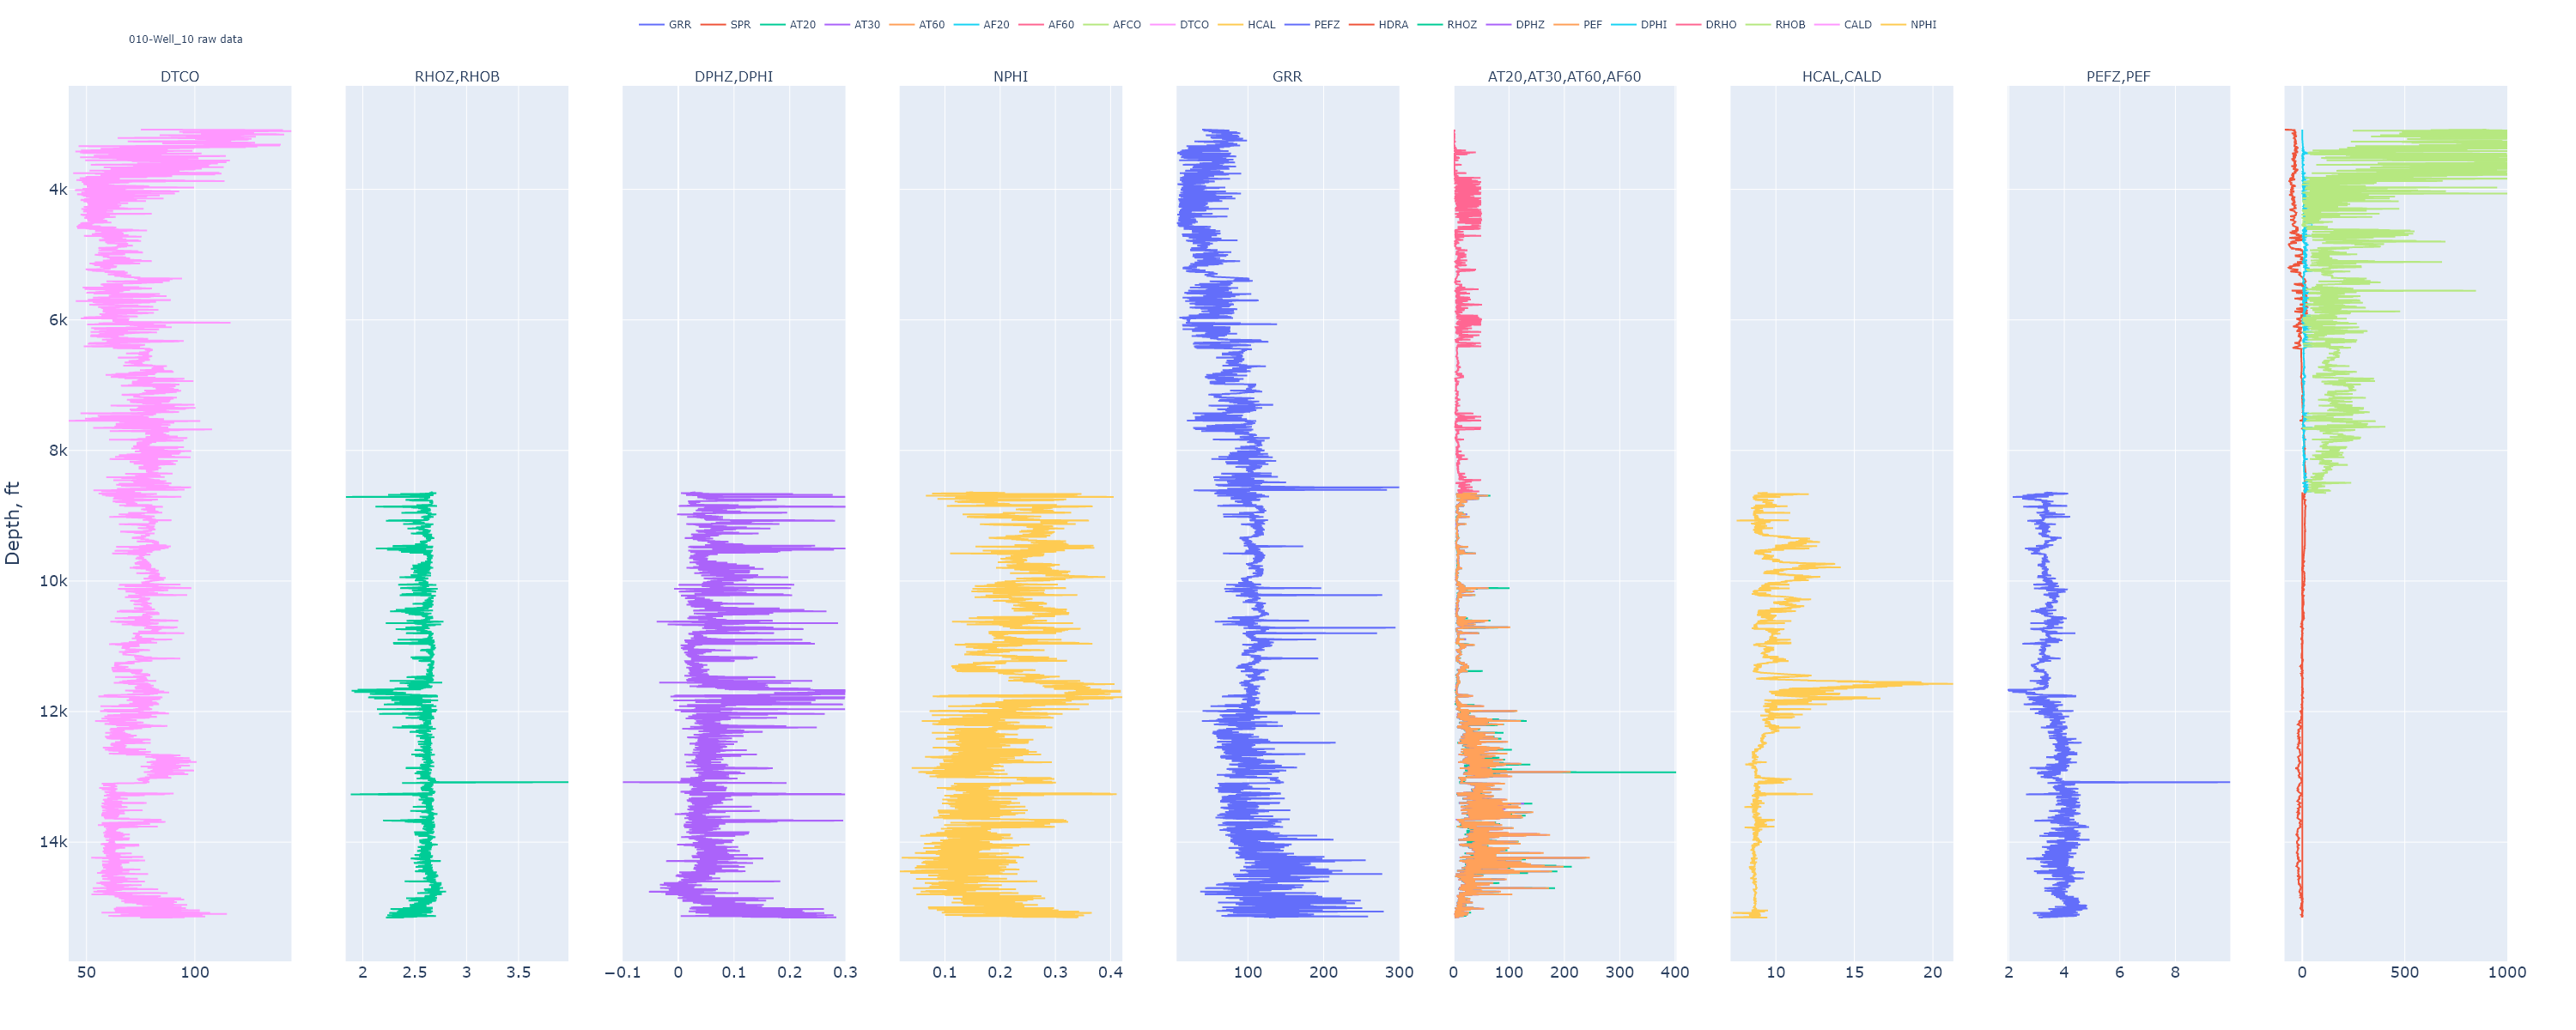 GRR SPR AT20 AT30 AT60 AF20 AF60 AFCO DTCO HCAL PEFZ HDRA RHOZ DPHZ PEF DPHI DRHO RHOB CALD NPHI
010-Well_10 raw data
DTCO RHOZ,RHOB DPHZ,DPHI NPHI GRR AT20,AT30,AT60,AF60 HCAL,CALD PEFZ,PEF
4k
6k
8k
Depth, ft
10k
12k
14k
50 100 2 2.5 3 3.5 −0.1 0 0.1 0.2 0.3 0.1 0.2 0.3 0.4 100 200 300 0 100 200 300 400 10 15 20 2 4 6 8 0 500 1000